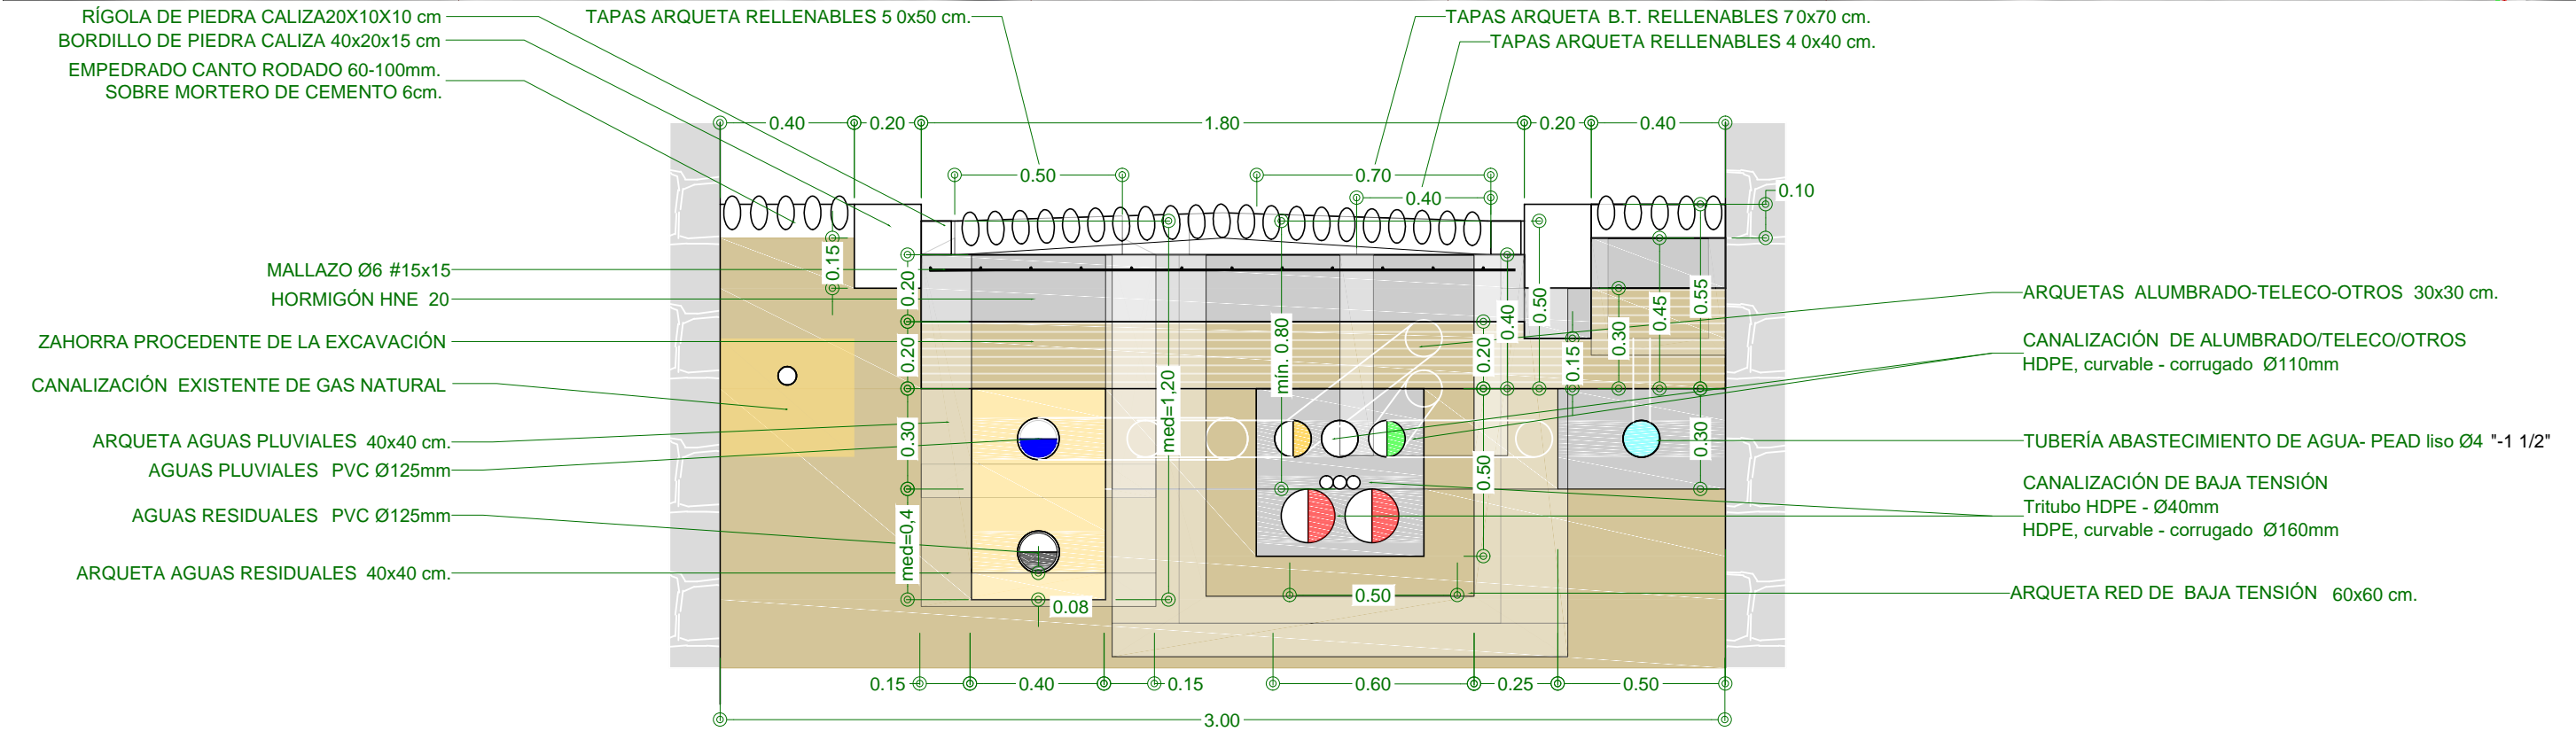 RÍGOLA DE PIEDRA CALIZA20X10X10 cm
BORDILLO DE PIEDRA CALIZA 40x20x15 cm
EMPEDRADO CANTO RODADO 60-100mm.
SOBRE MORTERO DE CEMENTO 6cm.
TAPAS ARQUETA RELLENABLES 5 0x50 cm.
TAPAS ARQUETA B.T. RELLENABLES 7 0x70 cm.
TAPAS ARQUETA RELLENABLES 4 0x40 cm.
0.40 0.20 1.80 0.20 0.40
0.50 0.70
0.40
0.10
MALLAZO Ø6 #15x15
HORMIGÓN HNE 20
ZAHORRA PROCEDENTE DE LA EXCAVACIÓN
CANALIZACIÓN EXISTENTE DE GAS NATURAL
ARQUETA AGUAS PLUVIALES 40x40 cm.
AGUAS PLUVIALES PVC Ø125mm
AGUAS RESIDUALES PVC Ø125mm
ARQUETA AGUAS RESIDUALES 40x40 cm.
0.15
0.20
0.20
0.30
med=0,4
med=1,20
0.08
mín. 0.80
0.20
0.50
0.40
0.50
0.15
0.30
0.45
0.55
0.30
0.50
ARQUETAS ALUMBRADO-TELECO-OTROS 30x30 cm.
CANALIZACIÓN DE ALUMBRADO/TELECO/OTROS
HDPE, curvable - corrugado Ø110mm
TUBERÍA ABASTECIMIENTO DE AGUA- PEAD liso Ø4 "-1 1/2"
CANALIZACIÓN DE BAJA TENSIÓN
Tritubo HDPE - Ø40mm
HDPE, curvable - corrugado Ø160mm
ARQUETA RED DE BAJA TENSIÓN 60x60 cm.
0.15 0.40 0.15 0.60 0.25 0.50
3.00